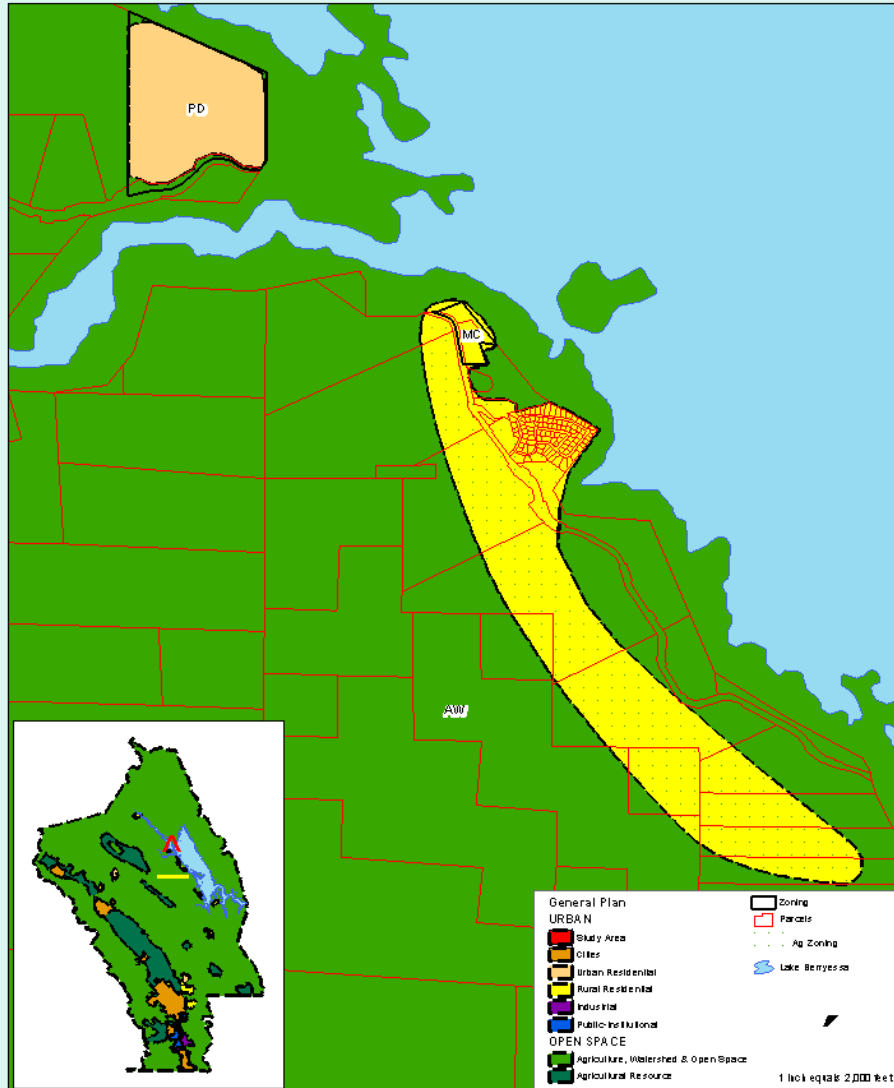 PD
MC
AW
General Plan
URBAN
Study Area
Cities
Urban Residential
Rural Residential
Industrial
Public-Institutional
OPEN SPACE
Agriculture, Watershed & Open Space
Agricultural Resource
Zoning
Parcels
Ag Zoning
Lake Berryessa
1 Inch equals 2,000 feet